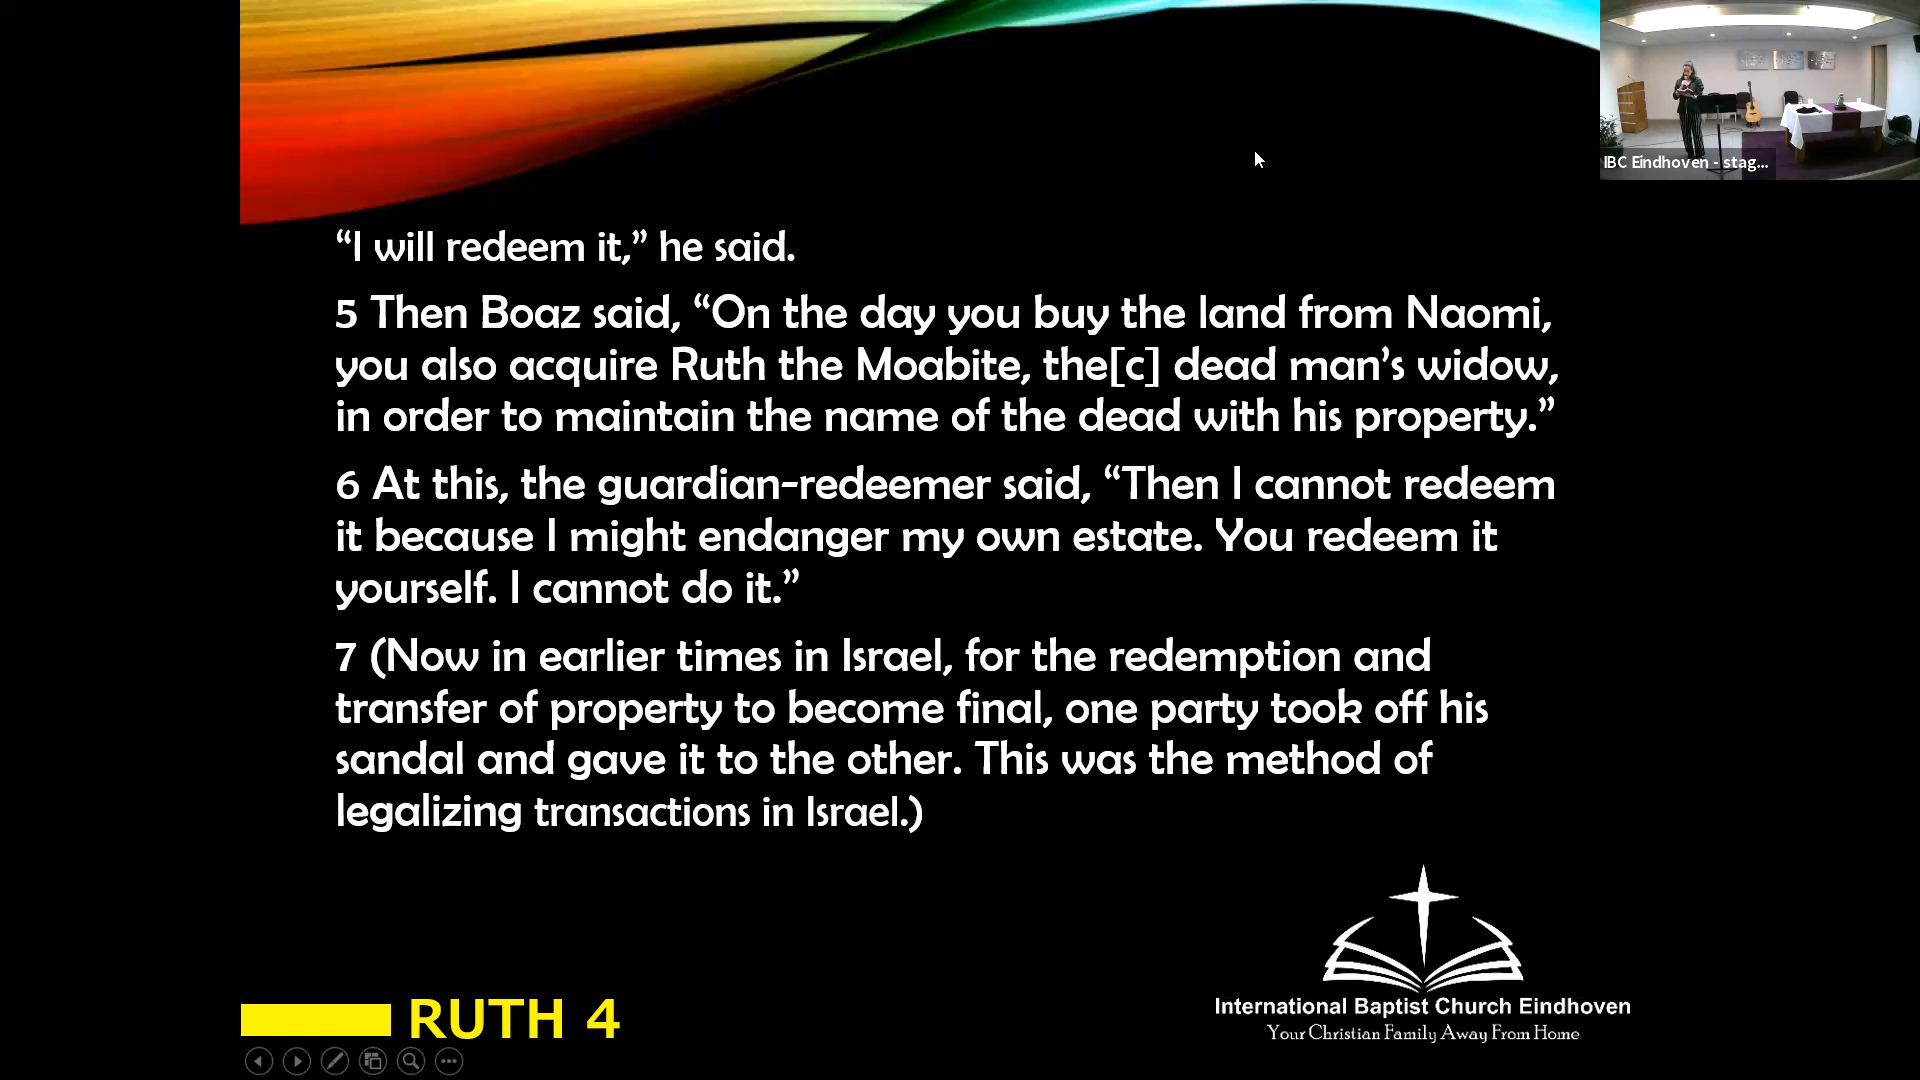 IBC Eindhoven - stag...
“I will redeem it,” he said.
5 Then Boaz said, “On the day you buy the land from Naomi,
you also acquire Ruth the Moabite, the[c] dead man’s widow,
in order to maintain the name of the dead with his property.”
6 At this, the guardian-redeemer said, “Then I cannot redeem
it because I might endanger my own estate. You redeem it
yourself. I cannot do it.”
7 (Now in earlier times in Israel, for the redemption and
transfer of property to become final, one party took off his
sandal and gave it to the other. This was the method of
legalizing transactions in Israel.)
RUTH 4
International Baptist Church Eindhoven
Your Christian Family Away From Home